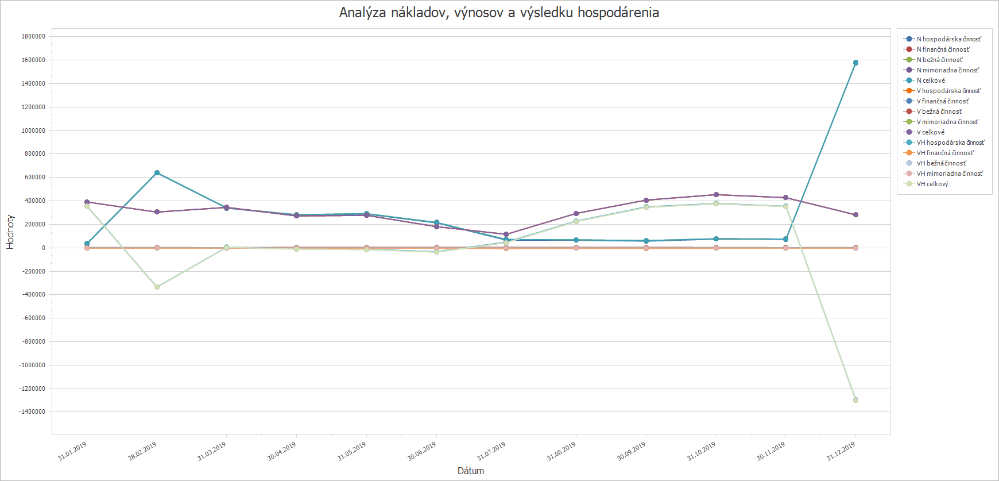 Analýza nákladov, výnosov a výsledku hospodárenia
Hodnoty
1800000
1600000
1400000
1200000
1000000
800000
600000
400000
200000
0
-200000
-400000
-600000
-800000
-1000000
-1200000
-1400000
31.01.2019
28.02.2019
31.03.2019
30.04.2019
31.05.2019
30.06.2019
31.07.2019
31.08.2019
30.09.2019
31.10.2019
30.11.2019
31.12.2019
Dátum
N hospodárska činnosť
N finančná činnosť
N bežná činnosť
N mimoriadna činnosť
N celkové
V hospodárska činnosť
V finančná činnosť
V bežná činnosť
V mimoriadna činnosť
V celkové
VH hospodárska činnosť
VH finančná činnosť
VH bežná činnosť
VH mimoriadna činnosť
VH celkový